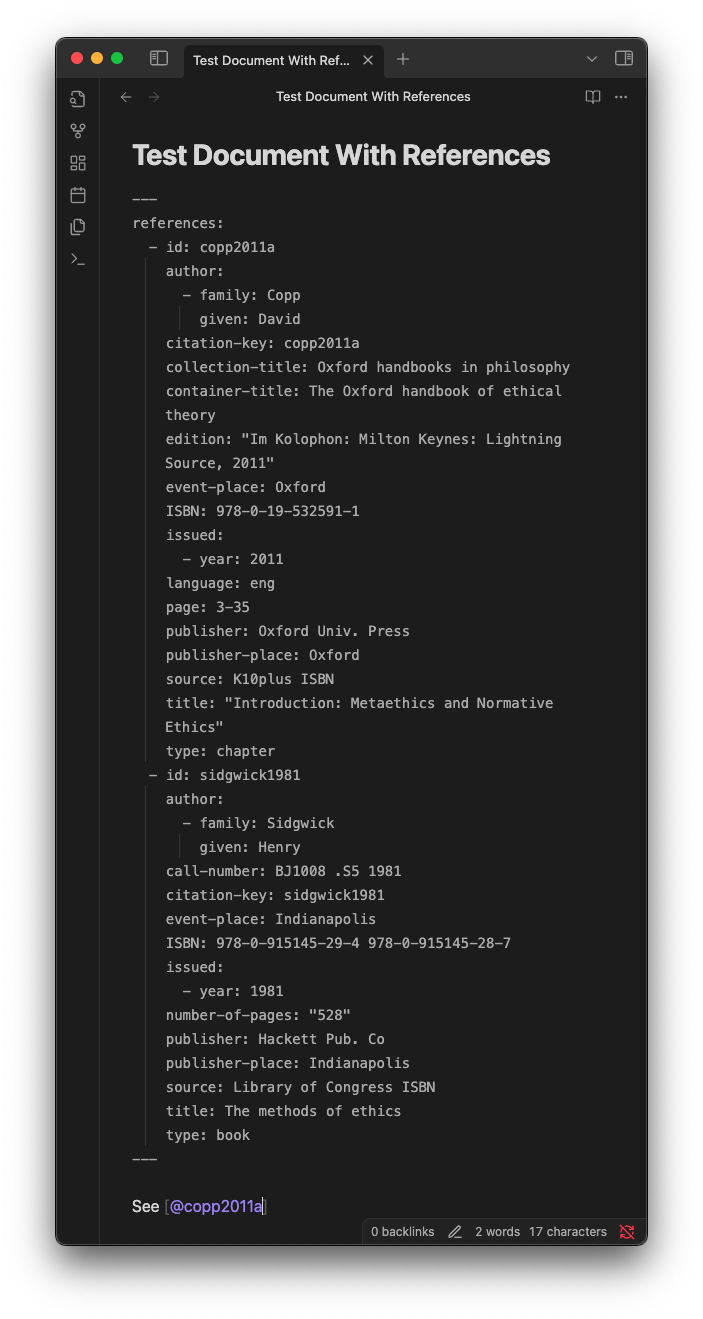 Test Document With Ref...
Test Document With References
Test Document With References
---
references:
- id: copp2011a
author:
- family: Copp
given: David
citation-key: copp2011a
collection-title: Oxford handbooks in philosophy
container-title: The Oxford handbook of ethical
theory
edition: "Im Kolophon: Milton Keynes: Lightning
Source, 2011"
event-place: Oxford
ISBN: 978-0-19-532591-1
issued:
- year: 2011
language: eng
page: 3-35
publisher: Oxford Univ. Press
publisher-place: Oxford
source: K10plus ISBN
title: "Introduction: Metaethics and Normative
Ethics"
type: chapter
- id: sidgwick1981
author:
- family: Sidgwick
given: Henry
call-number: BJ1008 .S5 1981
citation-key: sidgwick1981
event-place: Indianapolis
ISBN: 978-0-915145-29-4 978-0-915145-28-7
issued:
- year: 1981
number-of-pages: "528"
publisher: Hackett Pub. Co
publisher-place: Indianapolis
source: Library of Congress ISBN
title: The methods of ethics
type: book
---
See [@copp2011a]
0 backlinks 2 words 17 characters